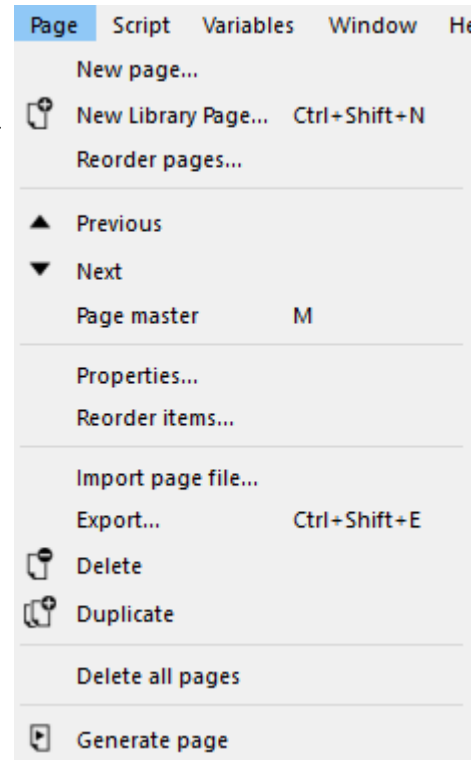 Page Script Variables Window He
New page...
New Library Page... Ctrl+Shift+N
Reorder pages...
Previous
Next
Page master M
Properties...
Reorder items...
Import page file...
Export... Ctrl+Shift+E
Delete
Duplicate
Delete all pages
Generate page